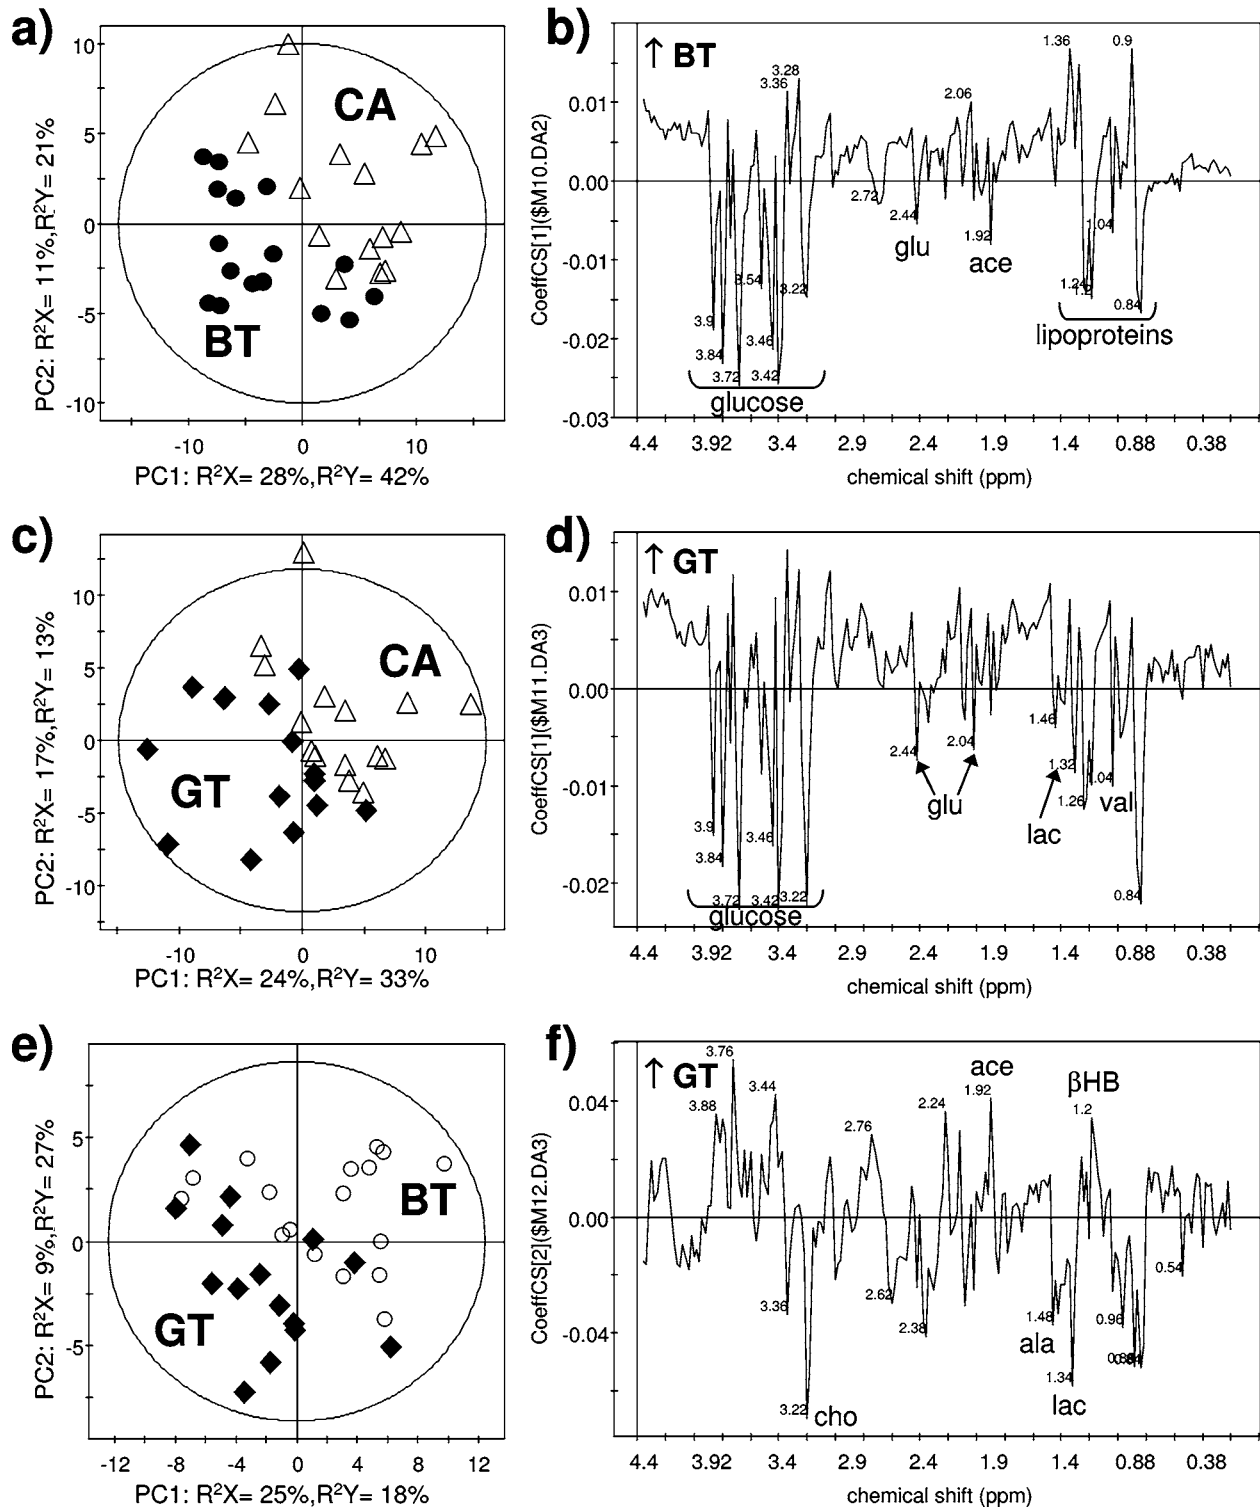 a)
CA
BT
10
5
0
-5
-10
-10
0
10
PC2: R²X= 11%,R²Y= 21%
PC1: R²X= 28%,R²Y= 42%
b)
↑ BT
0.01
0.00
-0.01
-0.02
-0.03
CoeffCS[1]($M10.DA2)
3.9
3.84
3.72
3.54
3.46
3.42
3.36
3.28
3.22
2.72
2.44
2.06
1.92
1.36
1.24
1.2
1.04
0.9
0.84
glu
ace
lipoproteins
glucose
4.4 3.92 3.4 2.9 2.4 1.9 1.4 0.88 0.38
chemical shift (ppm)
c)
CA
GT
10
5
0
-5
-10
-10
0
10
PC2: R²X= 17%,R²Y= 13%
PC1: R²X= 24%,R²Y= 33%
d)
↑ GT
0.01
0.00
-0.01
-0.02
CoeffCS[1]($M11.DA3)
3.9
3.84
3.72
3.46
3.42
3.22
2.44
2.04
1.46
1.32
1.26
1.04
0.84
glu
lac
val
glucose
4.4 3.92 3.4 2.9 2.4 1.9 1.4 0.88 0.38
chemical shift (ppm)
e)
BT
GT
5
0
-5
-12 -8 -4 0 4 8 12
PC2: R²X= 9%,R²Y= 27%
PC1: R²X= 25%,R²Y= 18%
f)
↑ GT
0.04
0.00
-0.04
CoeffCS[2]($M12.DA3)
3.88
3.76
3.44
3.36
3.22
2.76
2.62
2.38
2.24
1.92
1.48
1.34
1.2
0.96
0.54
ace
βHB
ala
lac
cho
4.4 3.92 3.4 2.9 2.4 1.9 1.4 0.88 0.38
chemical shift (ppm)